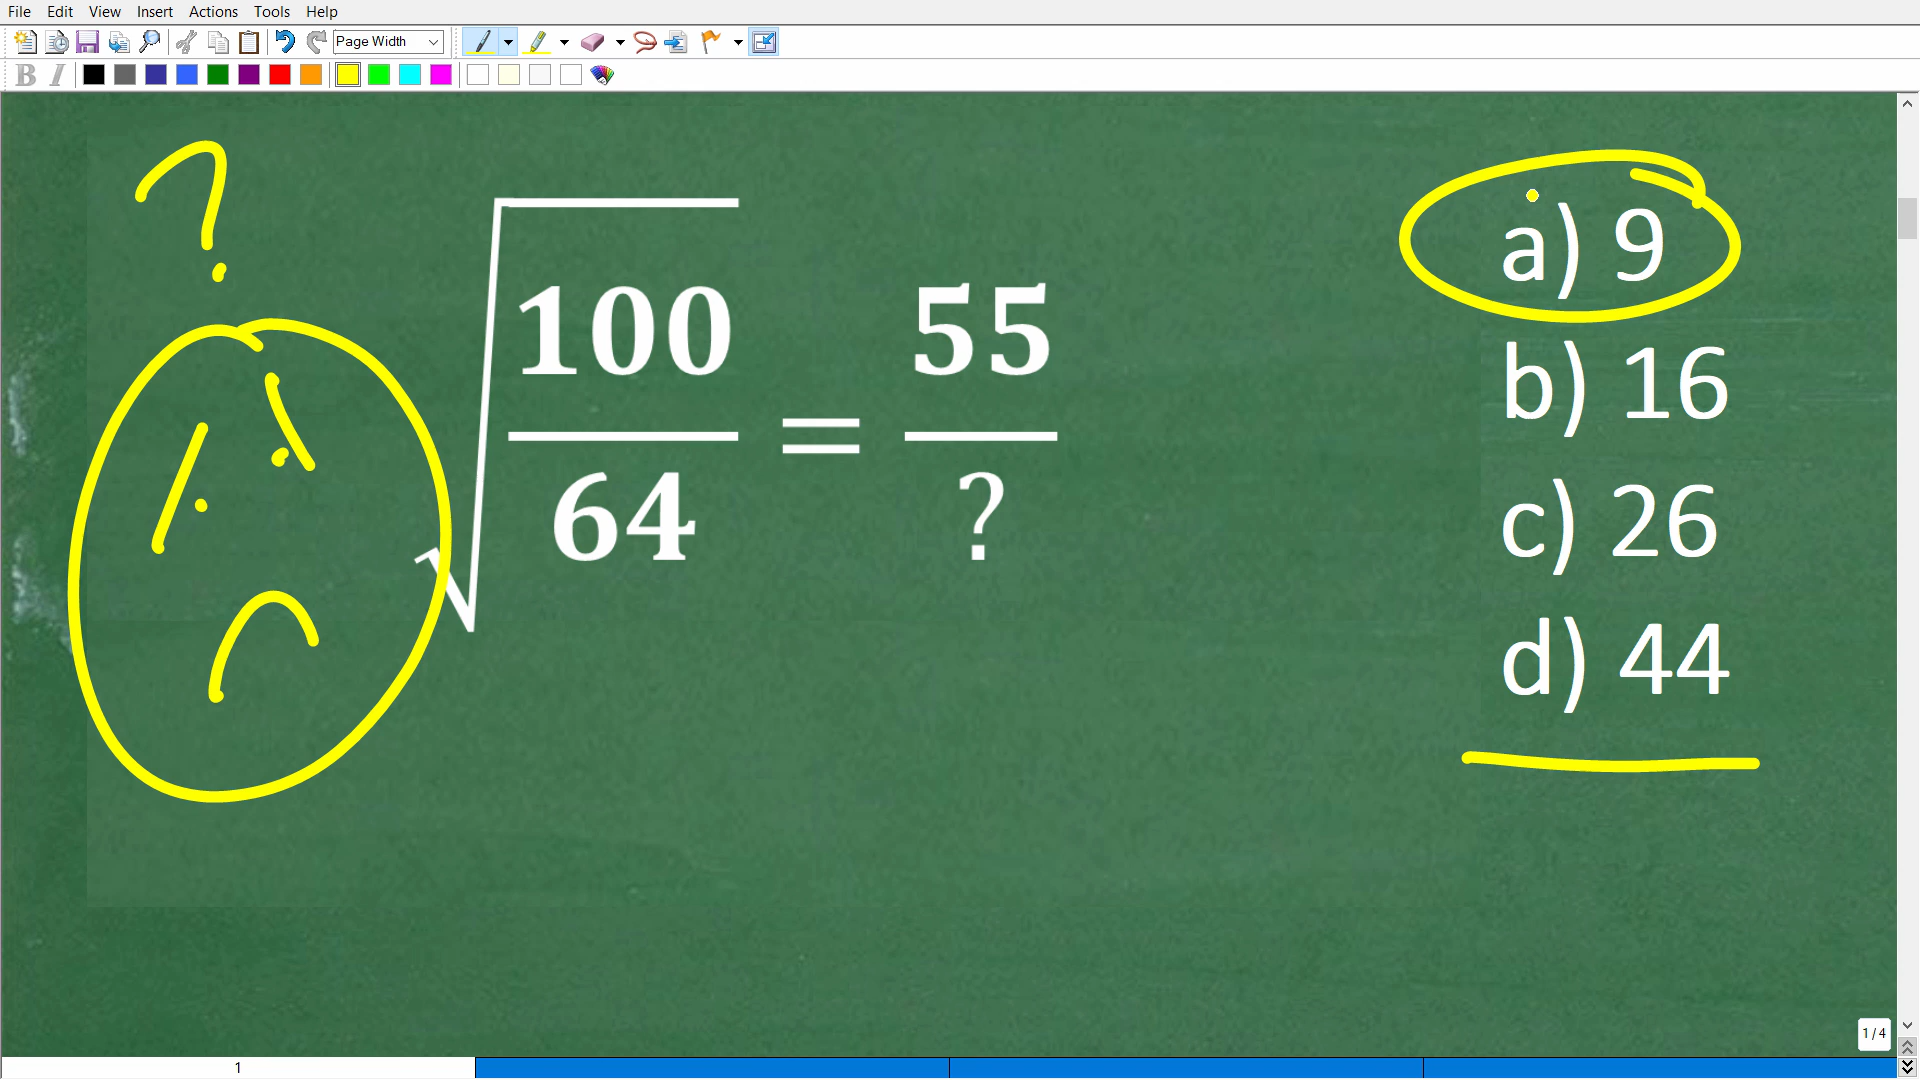 File Edit View Insert Actions Tools Help
Page Width
B I
?
√100/64 = 55/?
a) 9
b) 16
c) 26
d) 44
1 / 4
1